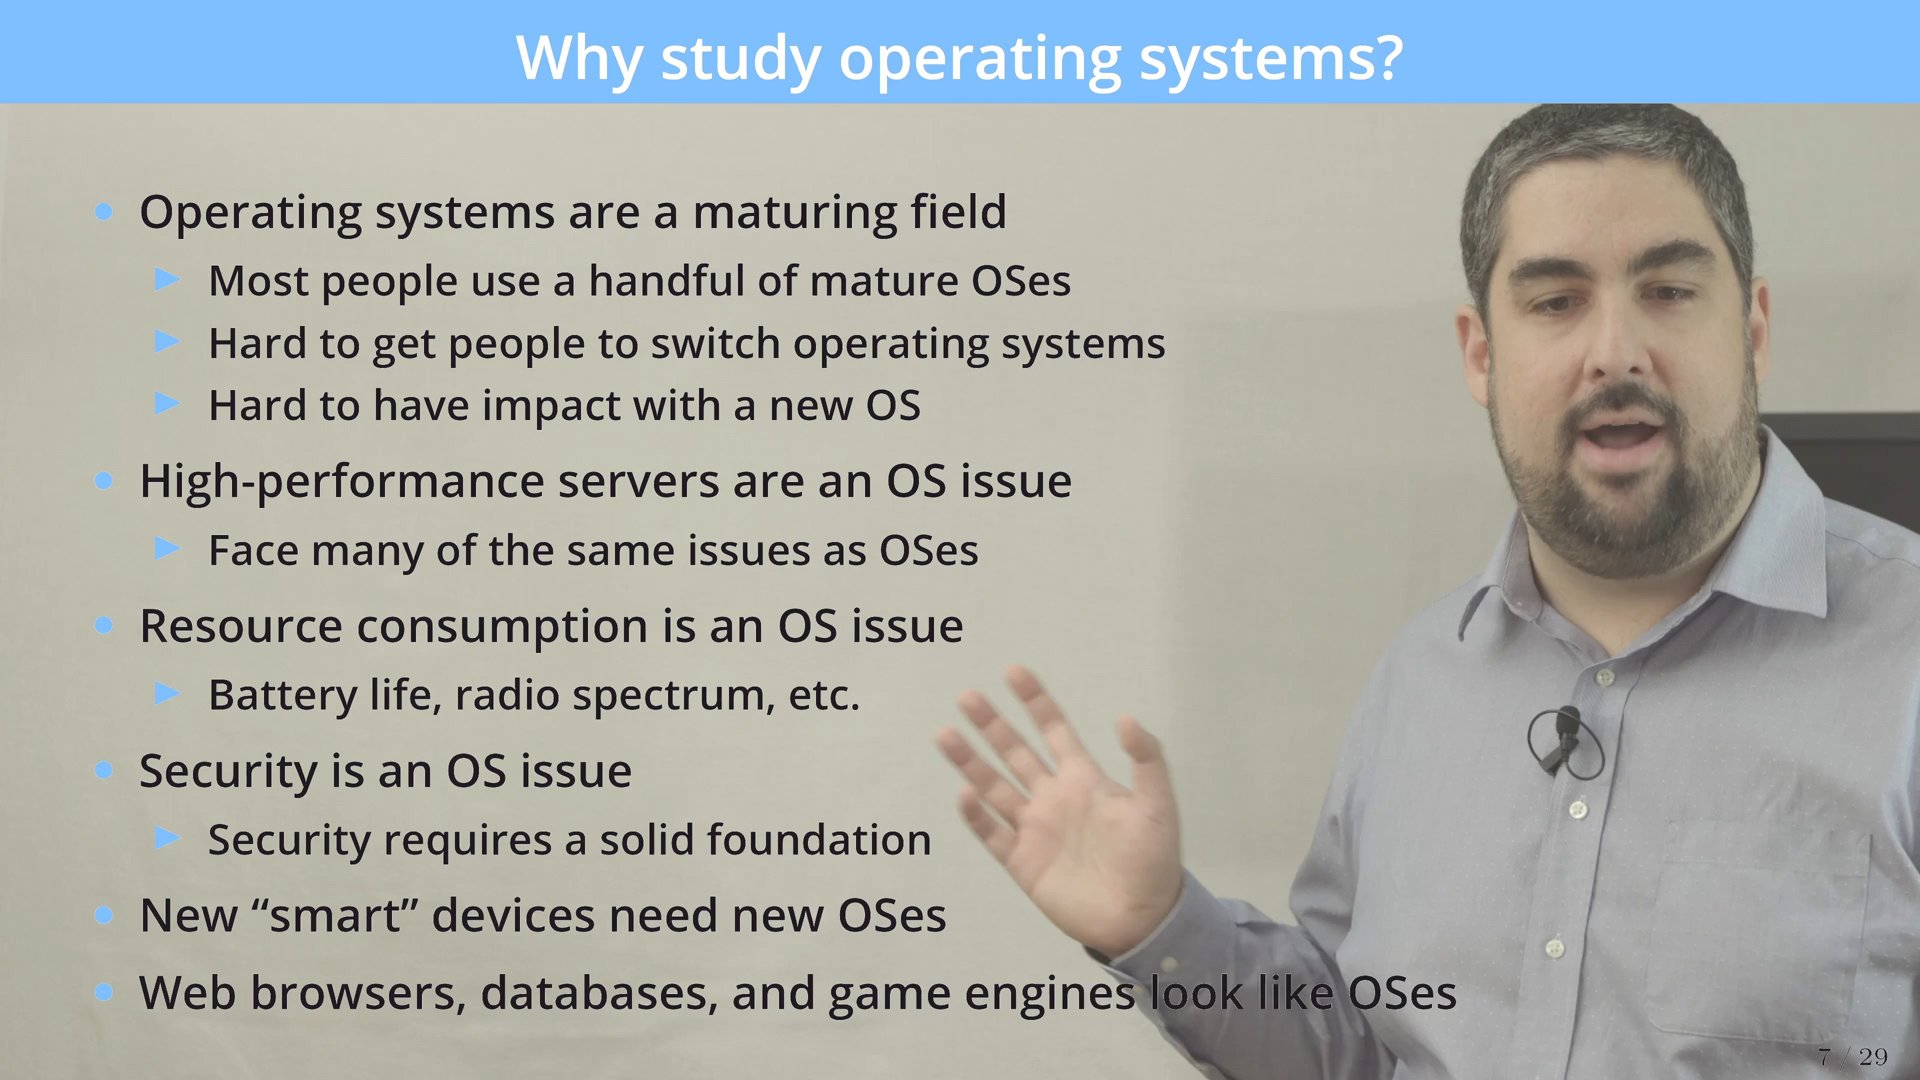 Why study operating systems?
Operating systems are a maturing field
Most people use a handful of mature OSes
Hard to get people to switch operating systems
Hard to have impact with a new OS
High-performance servers are an OS issue
Face many of the same issues as OSes
Resource consumption is an OS issue
Battery life, radio spectrum, etc.
Security is an OS issue
Security requires a solid foundation
New “smart” devices need new OSes
Web browsers, databases, and game engines look like OSes
7 / 29